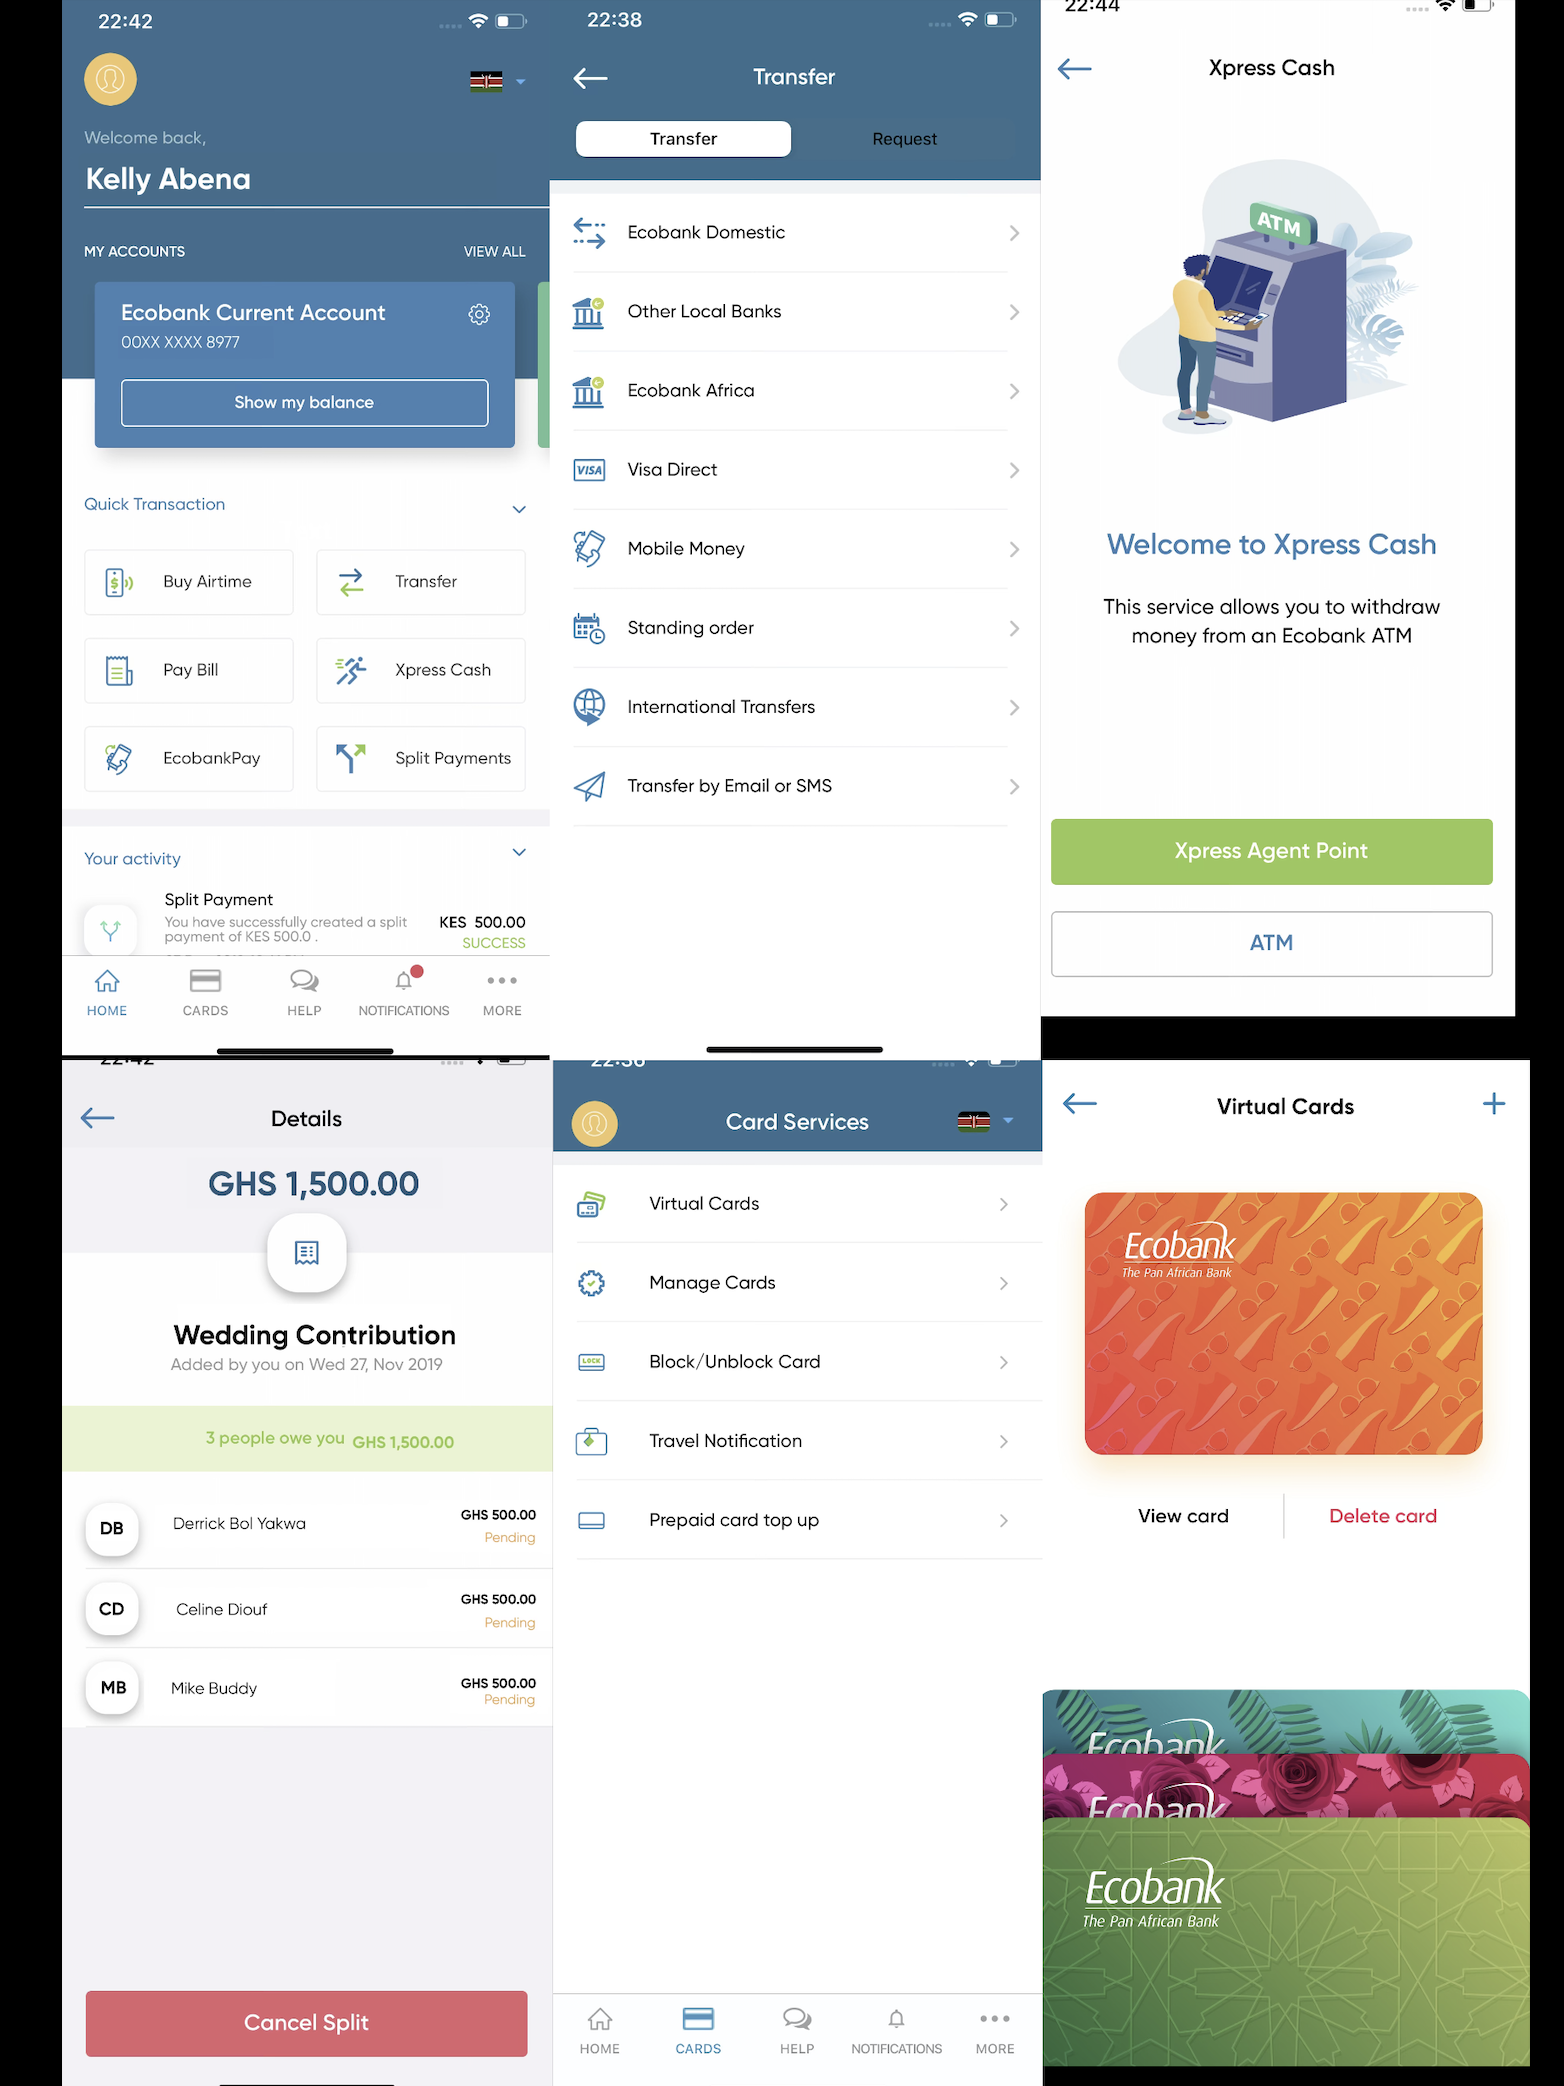 22:42
Welcome back,
Kelly Abena
MY ACCOUNTS
VIEW ALL
Ecobank Current Account
00XX XXXX 8977
Show my balance
Quick Transaction
Buy Airtime
Transfer
Pay Bill
Xpress Cash
EcobankPay
Split Payments
Your activity
Split Payment
You have successfully created a split
payment of KES 500.0 .
KES 500.00
SUCCESS
HOME
CARDS
HELP
NOTIFICATIONS
MORE
22:38
Transfer
Transfer
Request
Ecobank Domestic
Other Local Banks
Ecobank Africa
VISA
Visa Direct
Mobile Money
Standing order
International Transfers
Transfer by Email or SMS
22:44
Xpress Cash
ATM
Welcome to Xpress Cash
This service allows you to withdraw
money from an Ecobank ATM
Xpress Agent Point
ATM
22:42
Details
GHS 1,500.00
Wedding Contribution
Added by you on Wed 27, Nov 2019
3 people owe you GHS 1,500.00
DB
Derrick Bol Yakwa
GHS 500.00
Pending
CD
Celine Diouf
GHS 500.00
Pending
MB
Mike Buddy
GHS 500.00
Pending
Cancel Split
Card Services
Virtual Cards
Manage Cards
LOCK
Block/Unblock Card
Travel Notification
Prepaid card top up
HOME
CARDS
HELP
NOTIFICATIONS
MORE
Virtual Cards
Ecobank
The Pan African Bank
View card
Delete card
Ecobank
Ecobank
Ecobank
The Pan African Bank